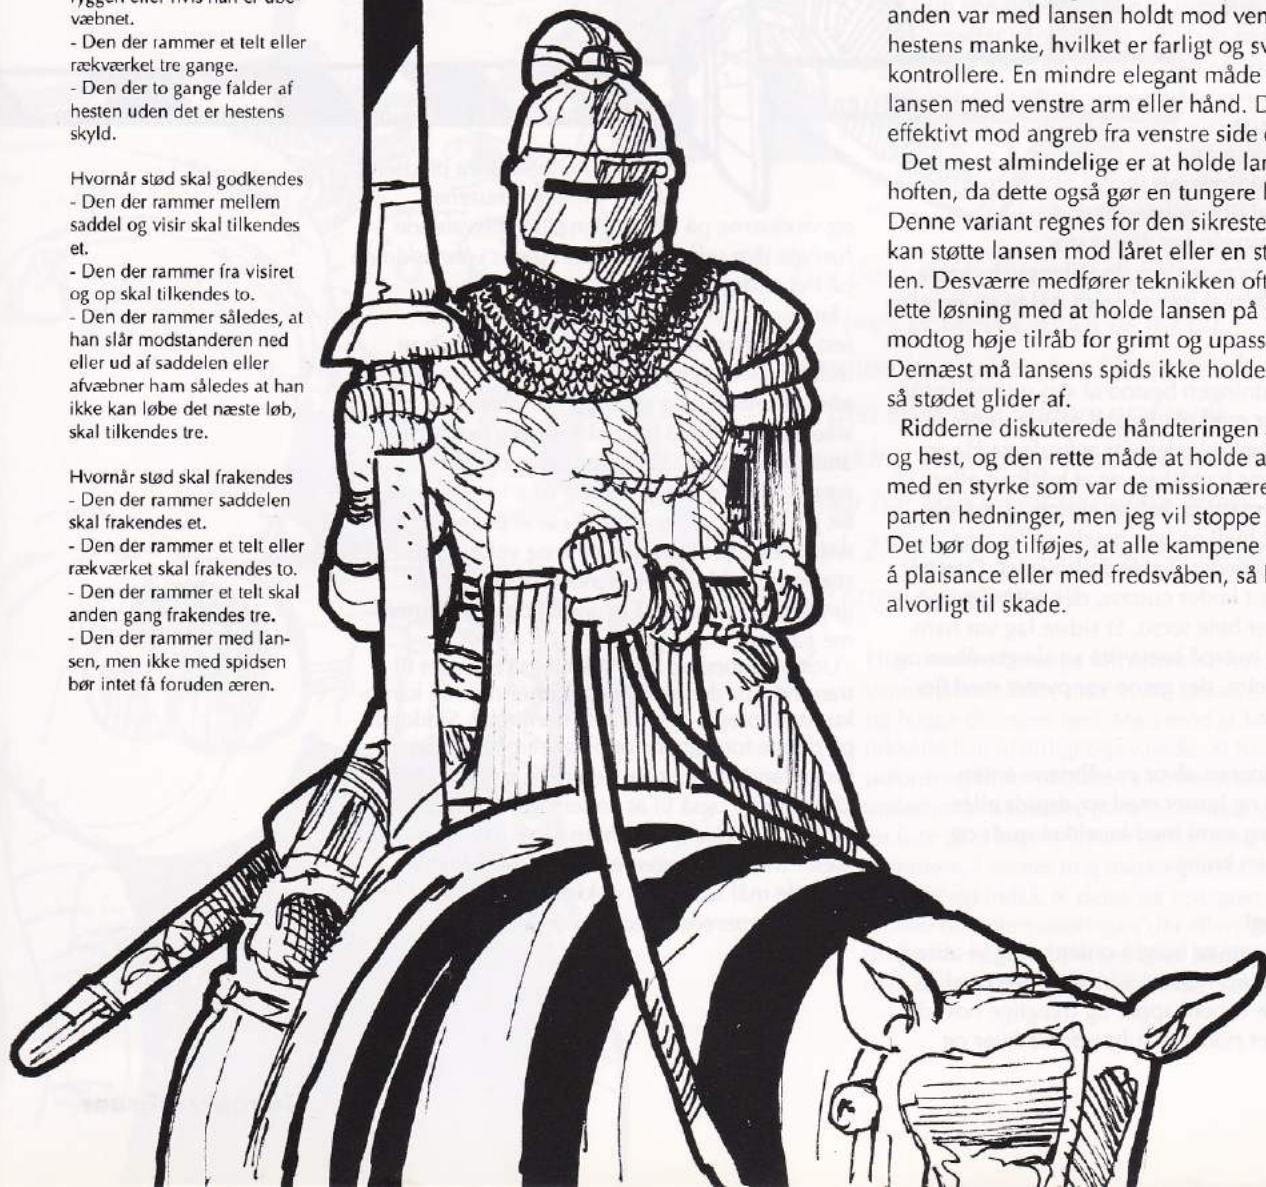 væbnet.
- Den der rammer et telt eller
rækværket tre gange.
- Den der to gange falder af
hesten uden det er hestens
skyld.
Hvornår stød skal godkendes
- Den der rammer mellem
saddel og visir skal tilkendes
et.
- Den der rammer fra visiret
og op skal tilkendes to.
- Den der rammer således, at
han slår modstanderen ned
eller ud af saddelen eller
afvæbner ham således at han
ikke kan løbe det næste løb,
skal tilkendes tre.
Hvornår stød skal frakendes
- Den der rammer saddelen
skal frakendes et.
- Den der rammer et telt eller
rækværket skal frakendes to.
- Den der rammer et telt skal
anden gang frakendes tre.
- Den der rammer med lan-
sen, men ikke med spidsen
bør intet få foruden æren.
anden var med lansen holdt mod ven
hestens manke, hvilket er farligt og sv
kontrollere. En mindre elegant måde
lansen med venstre arm eller hånd. D
effektivt mod angreb fra venstre side
Det mest almindelige er at holde lan
hoften, da dette også gør en tungere
Denne variant regnes for den sikreste
kan støtte lansen mod låret eller en st
len. Desværre medfører teknikken oft
lette løsning med at holde lansen på
modtog høje tilråb for grimt og upass
Dernæst må lansens spids ikke holde
så stødet glider af.
Ridderne diskuterede håndteringen
og hest, og den rette måde at holde a
med en styrke som var de missionære
parten hedninger, men jeg vil stoppe
Det bør dog tilføjes, at alle kampene
á plaisance eller med fredsvåben, så
alvorligt til skade.